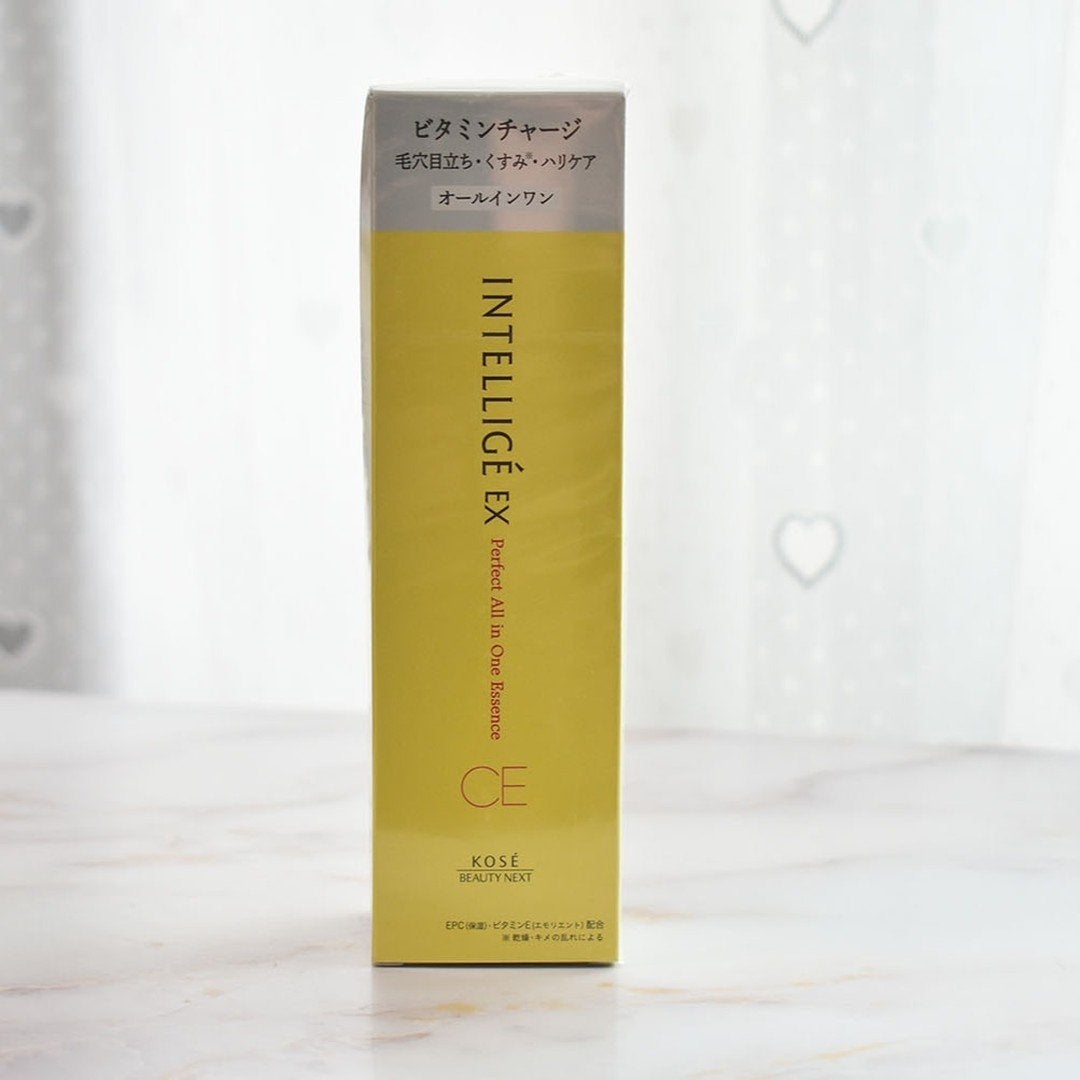 ビタミンチャージ
毛穴目立ち・くすみ※・ハリケア
オールインワン
INTELLIGÉ EX
Perfect All in One Essence
CE
KOSÉ
BEAUTY NEXT
EPC(保湿)・ビタミンE(エモリエント)配合
※乾燥・キメの乱れによる